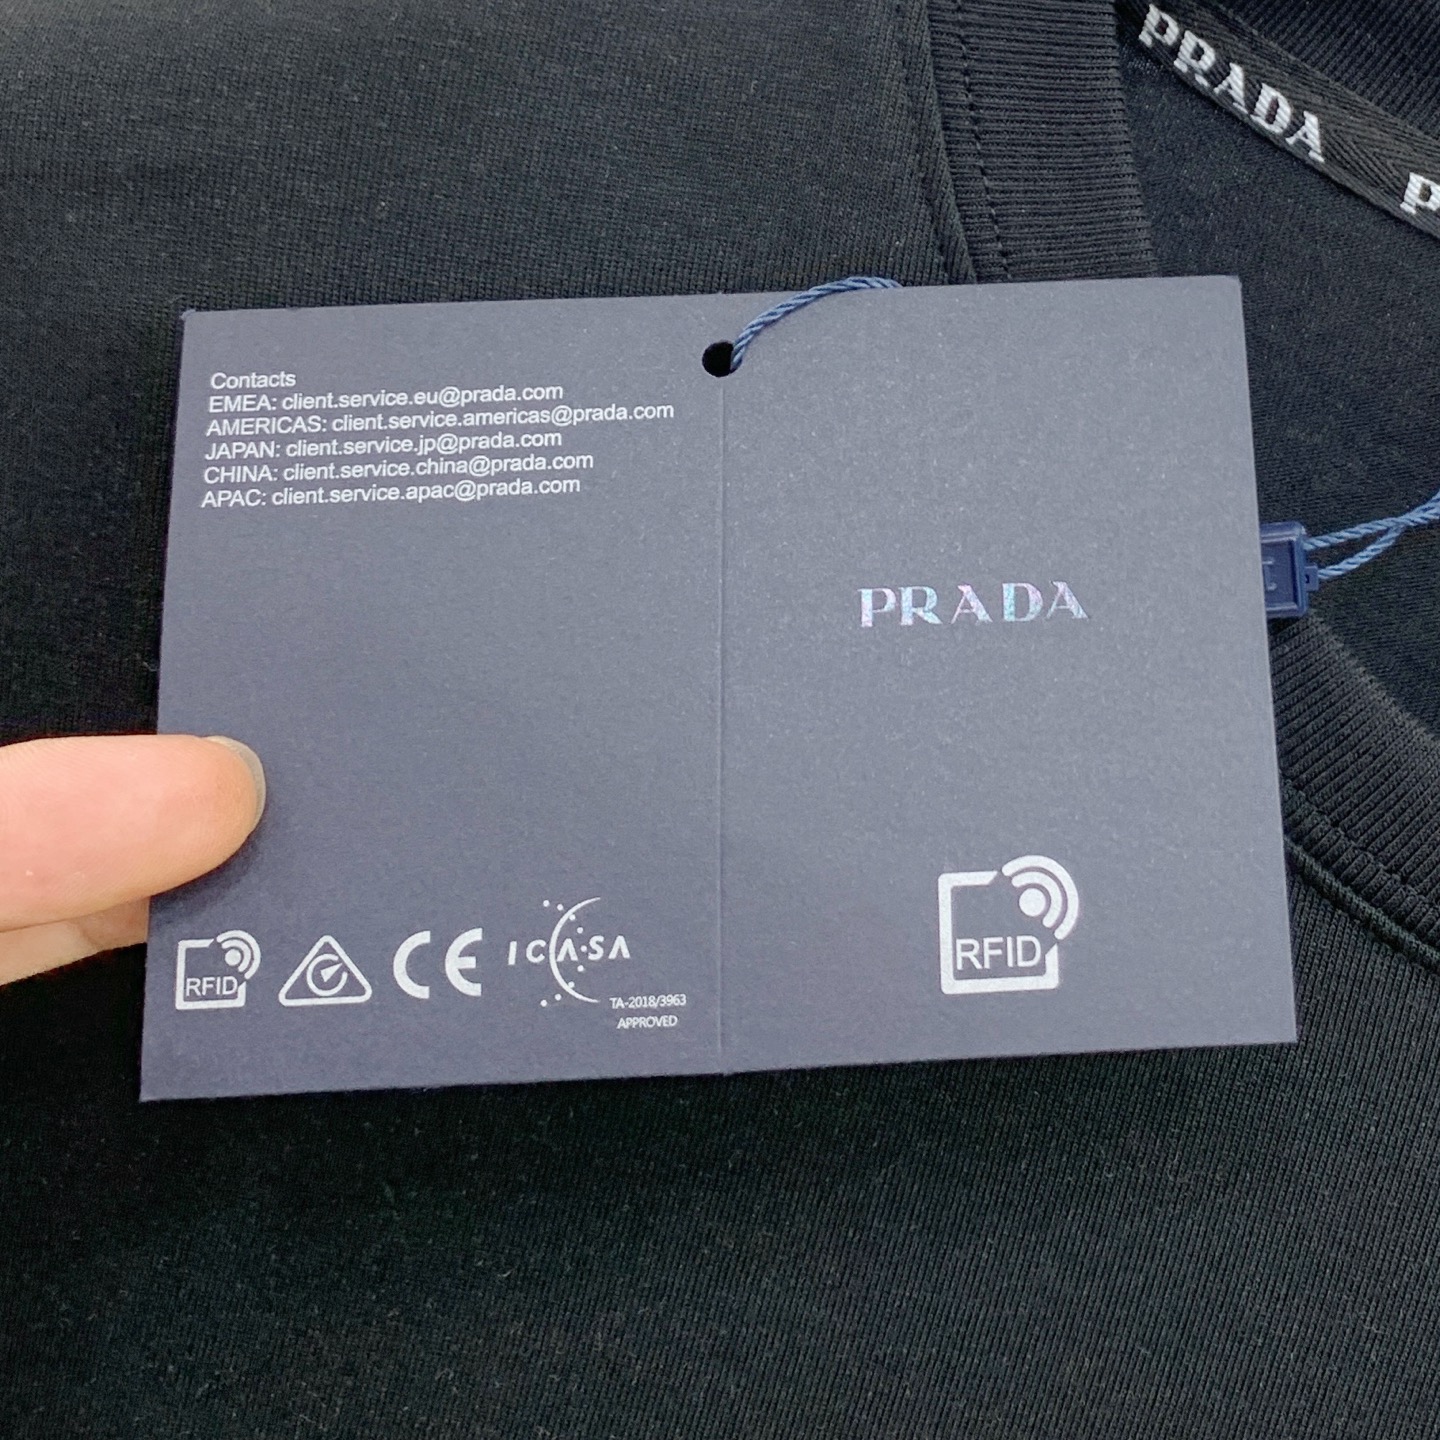 PRADA
P
Contacts
EMEA: client.service.eu@prada.com
AMERICAS: client.service.americas@prada.com
JAPAN: client.service.jp@prada.com
CHINA: client.service.china@prada.com
APAC: client.service.apac@prada.com
PRADA
RFID
CE
ICASA
TA-2018/3963
APPROVED
RFID